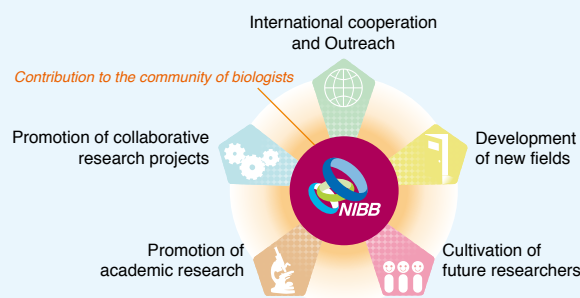 International cooperation
and Outreach
Contribution to the community of biologists
Promotion of collaborative
research projects
Development
of new fields
NIBB
Promotion of
academic research
Cultivation of
future researchers